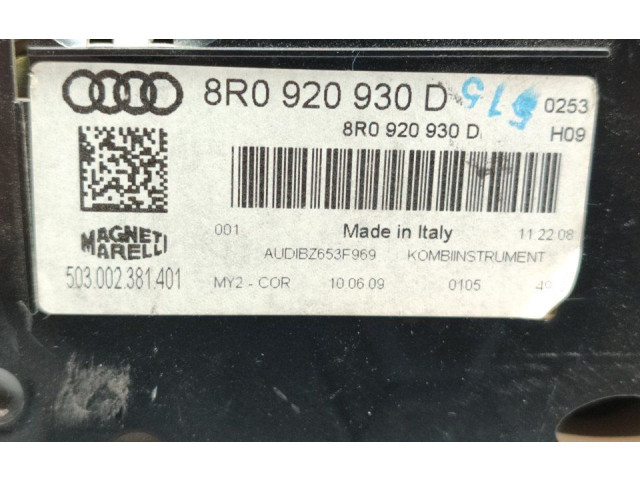 8R0 920 930 D 515 0253
8R0 920 930 D H09
001 Made in Italy 11:22:08
MAGNETI
MARELLI
AUDIBZ653F969 KOMBIINSTRUMENT
503.002.381.401
MY2 - COR 10.06.09 0105